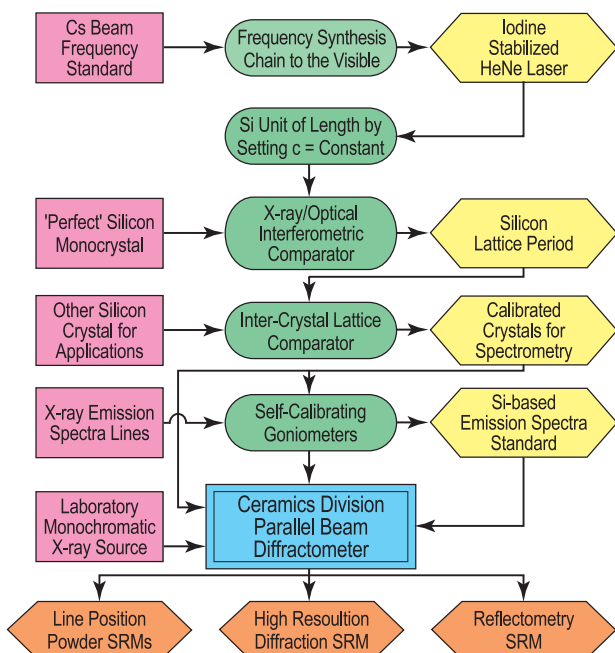 Cs Beam
Frequency
Standard
Frequency Synthesis
Chain to the Visible
Iodine
Stabilized
HeNe Laser
Si Unit of Length by
Setting c = Constant
'Perfect' Silicon
Monocrystal
X-ray/Optical
Interferometric
Comparator
Silicon
Lattice Period
Other Silicon
Crystal for
Applications
Inter-Crystal Lattice
Comparator
Calibrated
Crystals for
Spectrometry
X-ray Emission
Spectra Lines
Self-Calibrating
Goniometers
Si-based
Emission Spectra
Standard
Laboratory
Monochromatic
X-ray Source
Ceramics Division
Parallel Beam
Diffractometer
Line Position
Powder SRMs
High Resoultion
Diffraction SRM
Reflectometry
SRM